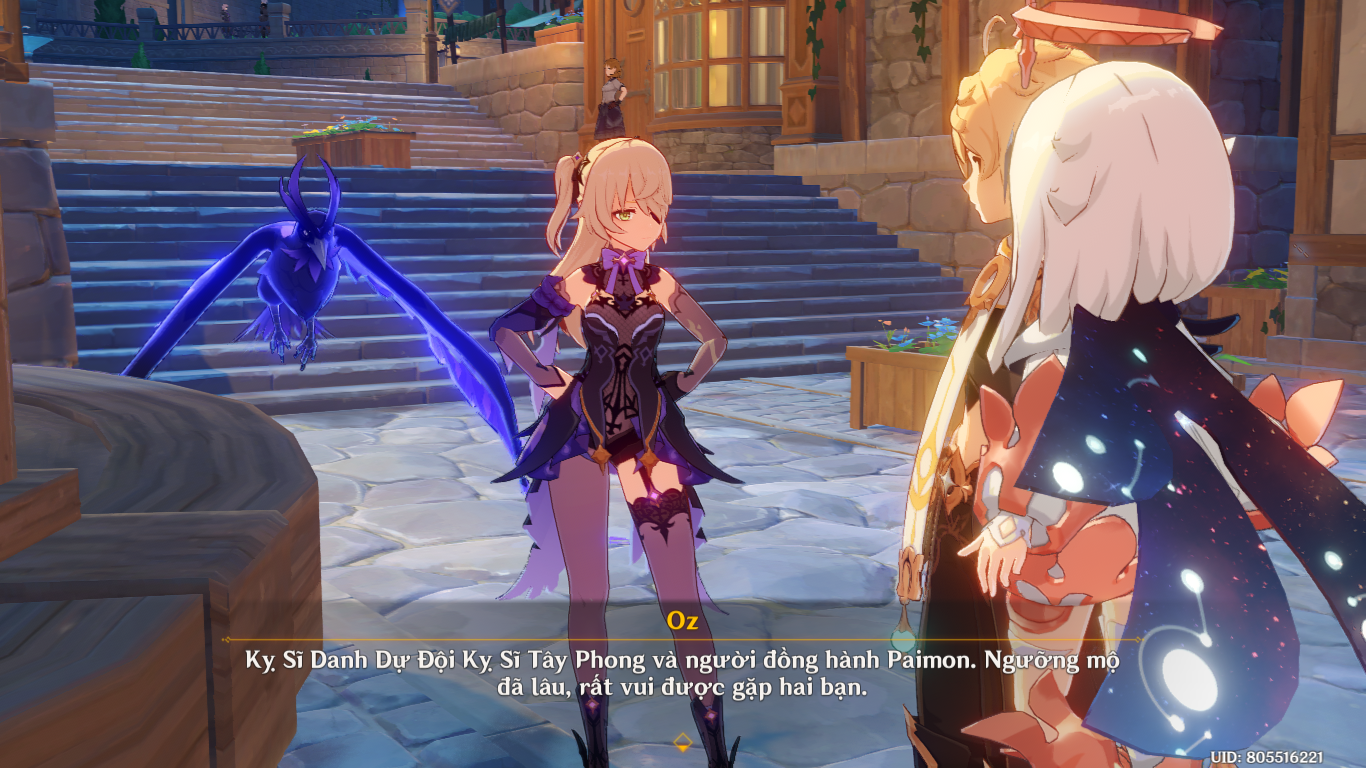 Oz
Kỵ Sĩ Danh Dự Đội Kỵ Sĩ Tây Phong và người đồng hành Paimon. Ngưỡng mộ
đã lâu, rất vui được gặp hai bạn.
UID: 805516221